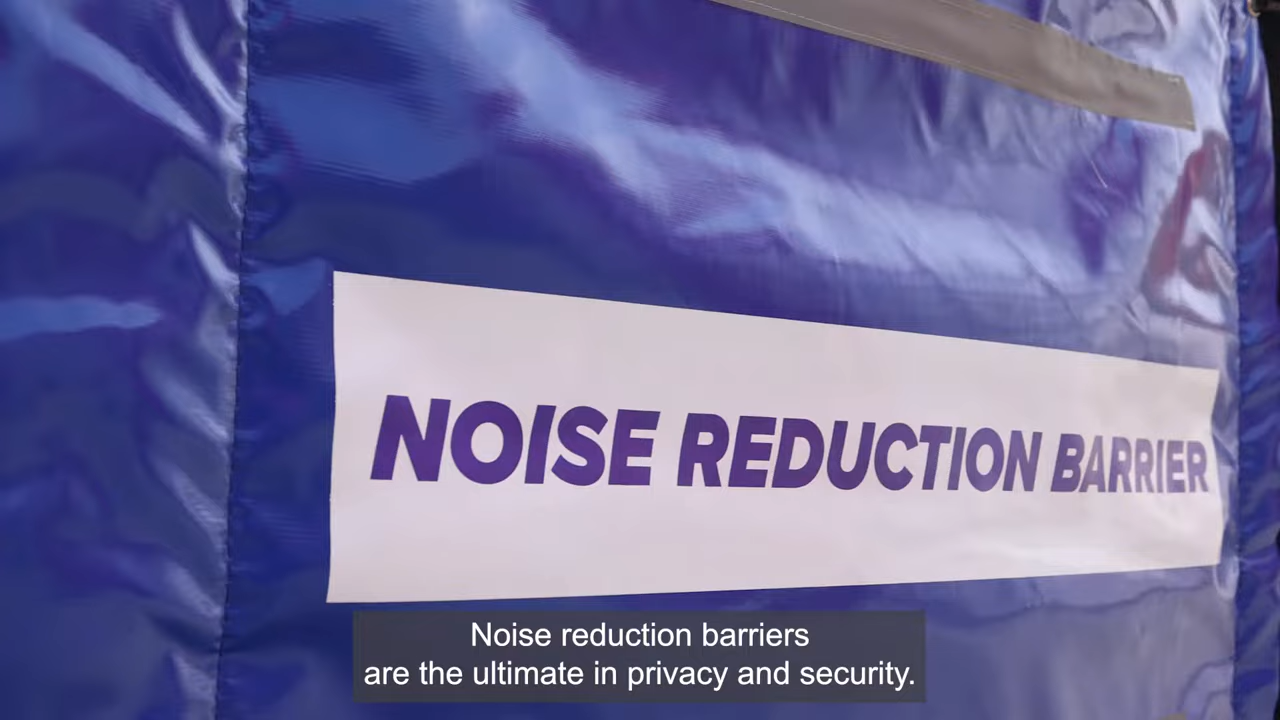 NOISE REDUCTION BARRIER
Noise reduction barriers
are the ultimate in privacy and security.